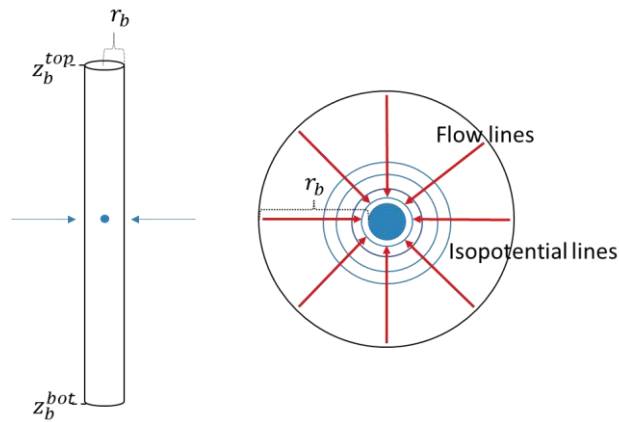 r_b
z_b^{top}
Flow lines
r_b
Isopotential lines
z_b^{bot}